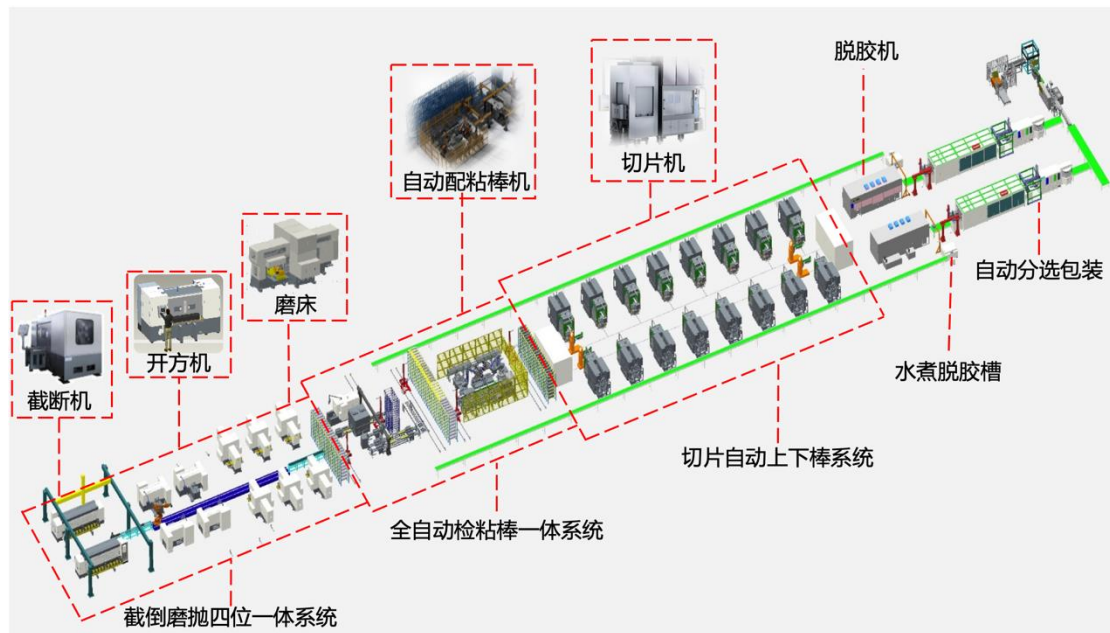 脱胶机
切片机
自动配粘棒机
磨床
自动分选包装
开方机
水煮脱胶槽
截断机
切片自动上下棒系统
全自动检粘棒一体系统
截倒磨抛四位一体系统